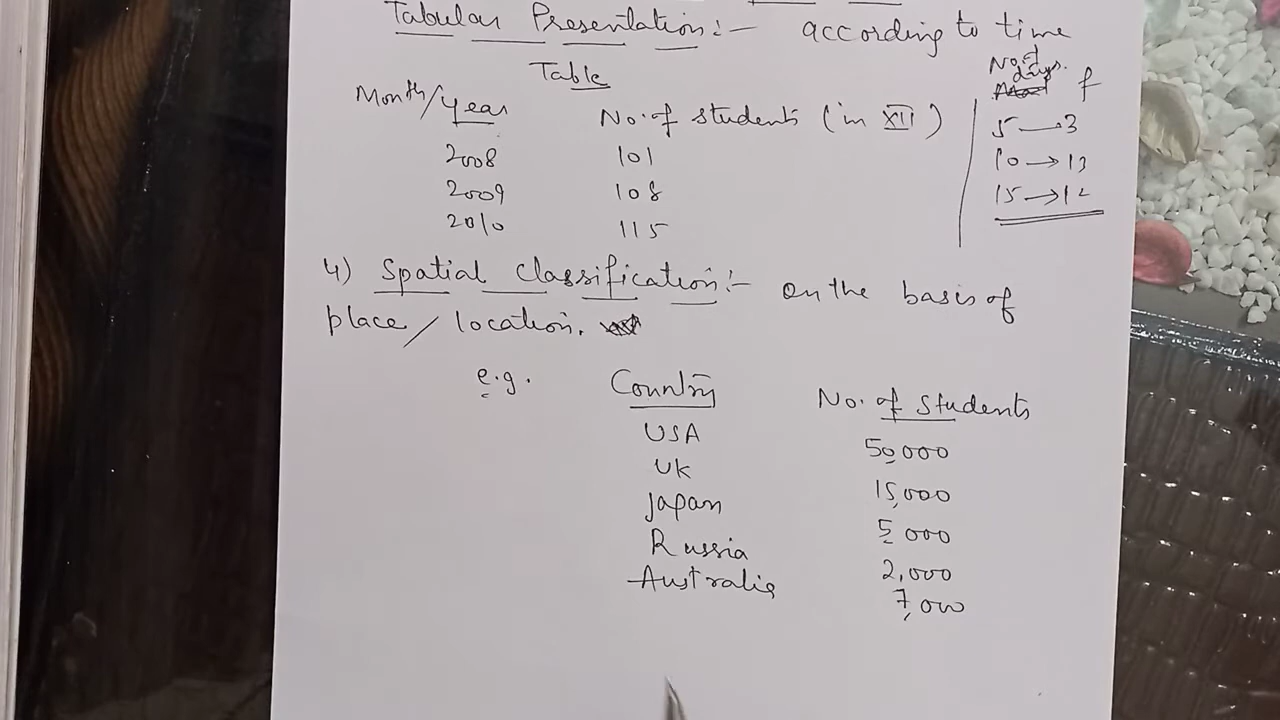 Tabular Presentation:- according to time
Table
Month/year No. of students (in XII)
2008 101
2009 108
2010 115
No. of days. f
5 → 3
10 → 13
15 → 12
4) Spatial Classification:- On the basis of
place/location.
e.g. Country No. of students
USA 50,000
UK 15,000
Japan 5,000
Russia 2,000
Australia 7,000